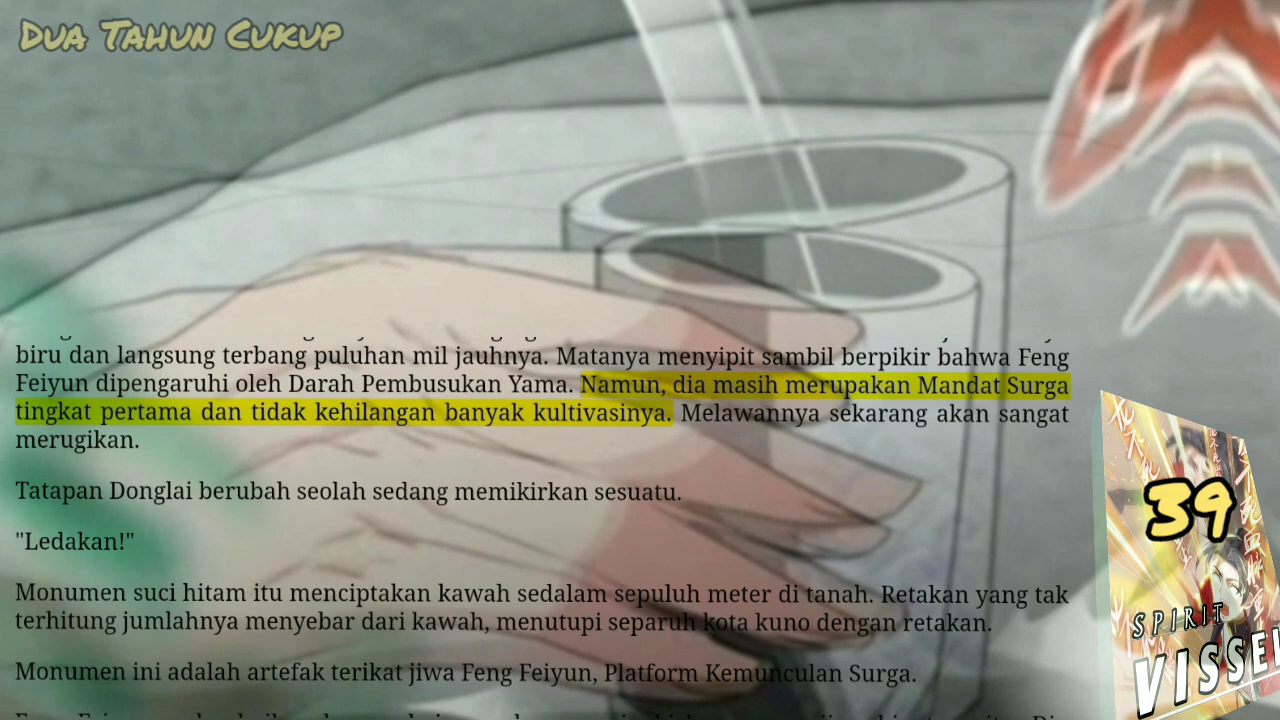 Dua Tahun Cukup
biru dan langsung terbang puluhan mil jauhnya. Matanya menyipit sambil berpikir bahwa Feng
Feiyun dipengaruhi oleh Darah Pembusukan Yama. Namun, dia masih merupakan Mandat Surga
tingkat pertama dan tidak kehilangan banyak kultivasinya. Melawannya sekarang akan sangat
merugikan.
Tatapan Donglai berubah seolah sedang memikirkan sesuatu.
"Ledakan!"
Monumen suci hitam itu menciptakan kawah sedalam sepuluh meter di tanah. Retakan yang tak
terhitung jumlahnya menyebar dari kawah, menutupi separuh kota kuno dengan retakan.
Monumen ini adalah artefak terikat jiwa Feng Feiyun, Platform Kemunculan Surga.
39
SPIRIT
VISSEL